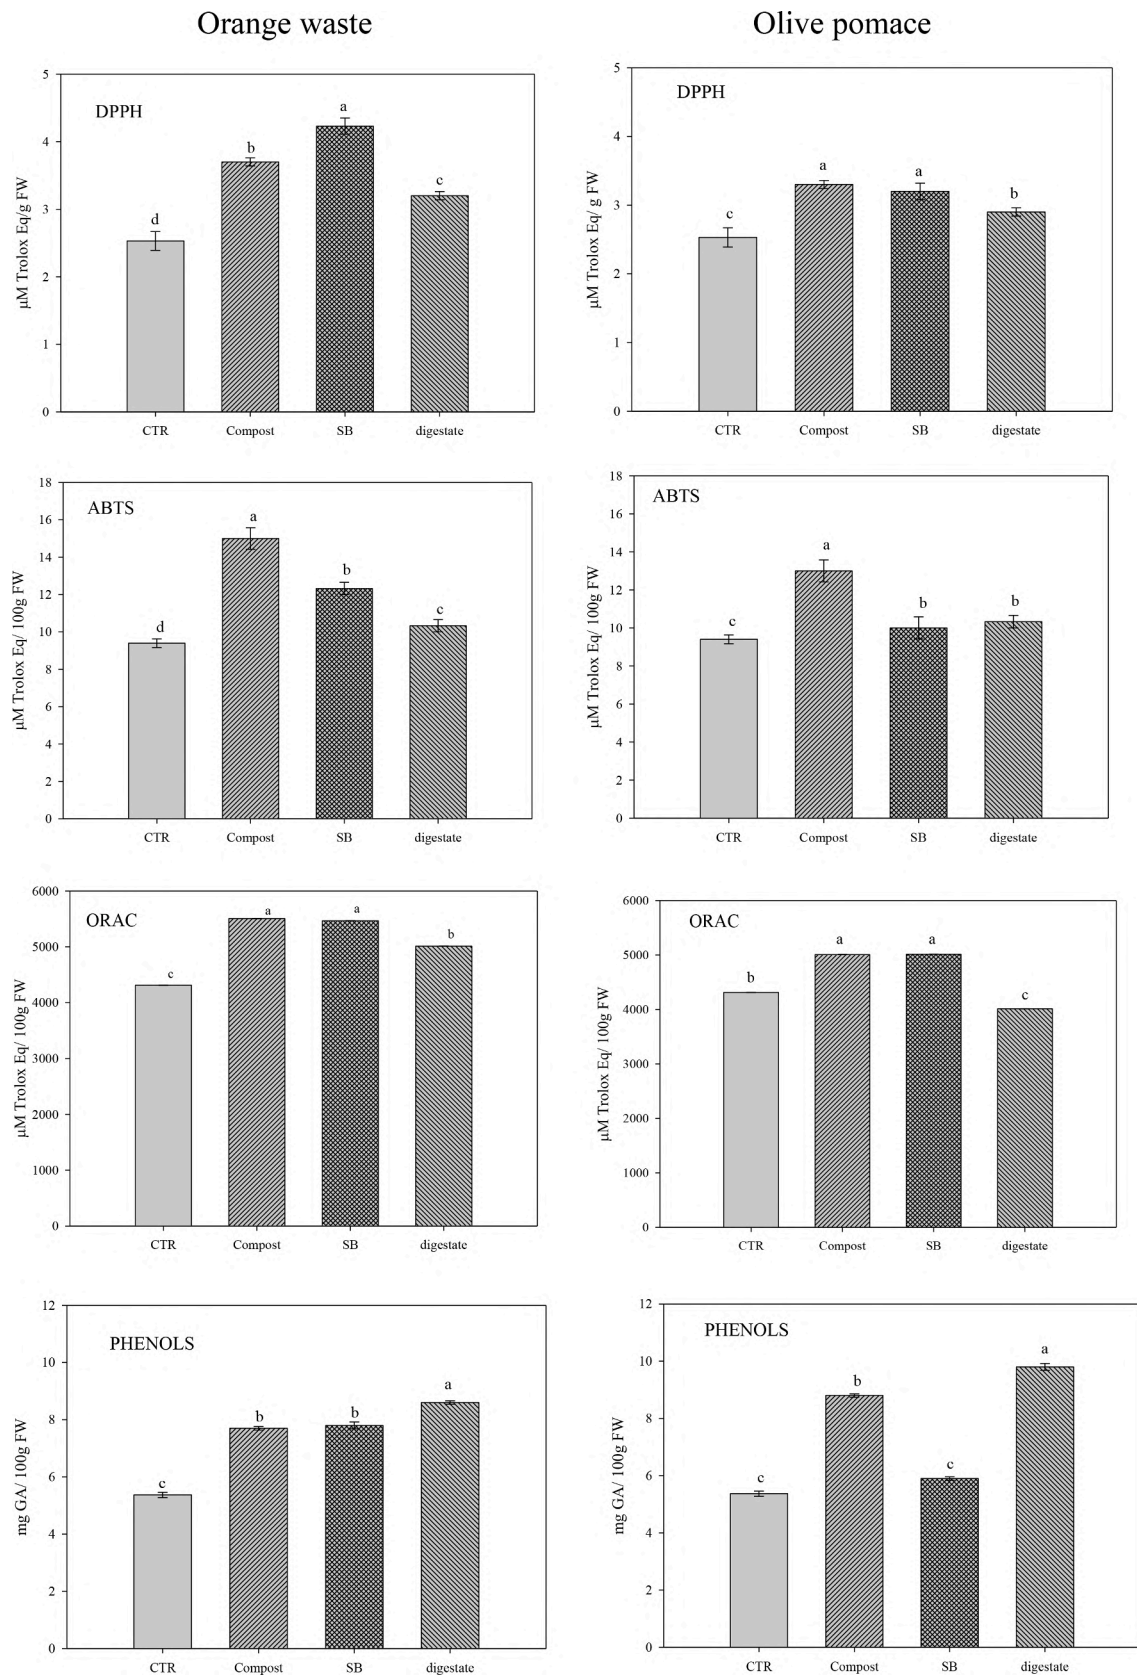 Orange waste
Olive pomace
DPPH
µM Trolox Eq/g FW
5
4
3
2
1
0
d
b
a
c
CTR Compost SB digestate
DPPH
µM Trolox Eq/ g FW
5
4
3
2
1
0
c
a
a
b
CTR Compost SB digestate
ABTS
µM Trolox Eq/ 100g FW
18
16
14
12
10
8
6
4
2
0
d
a
b
c
CTR Compost SB digestate
ABTS
µM Trolox Eq/ 100g FW
18
16
14
12
10
8
6
4
2
0
c
a
b
b
CTR Compost SB digestate
ORAC
µM Trolox Eq/ 100g FW
6000
5000
4000
3000
2000
1000
0
c
a
a
b
CTR Compost SB digestate
ORAC
µM Trolox Eq/ 100g FW
6000
5000
4000
3000
2000
1000
0
b
a
a
c
CTR Compost SB digestate
PHENOLS
mg GA/ 100g FW
12
10
8
6
4
2
0
c
b
b
a
CTR Compost SB digestate
PHENOLS
mg GA/ 100g FW
12
10
8
6
4
2
0
c
b
c
a
CTR Compost SB digestate